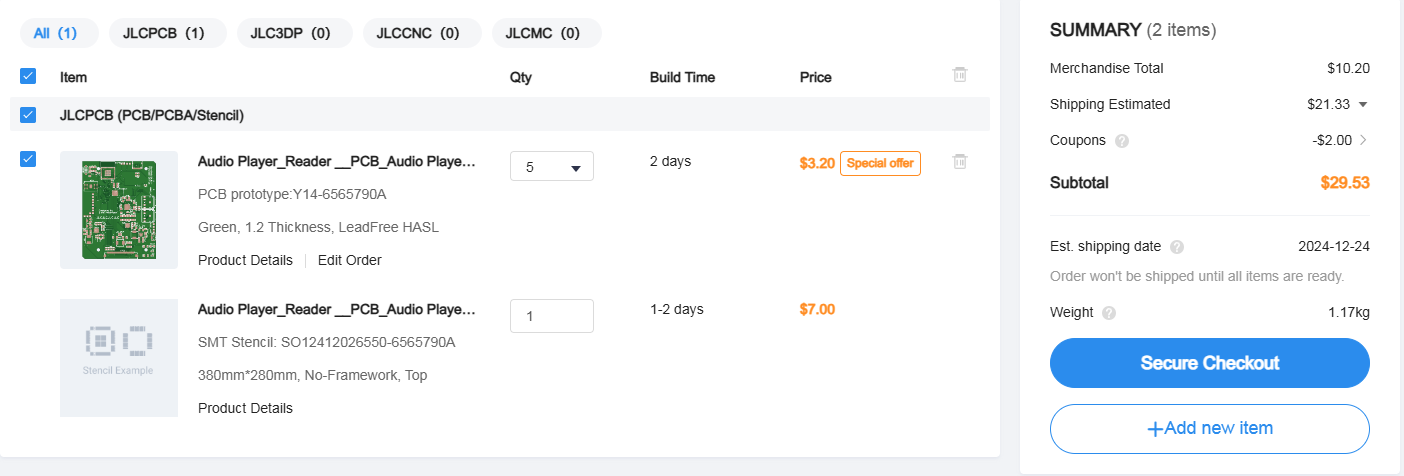 All (1) JLCPCB (1) JLC3DP (0) JLCCNC (0) JLCMC (0)
Item Qty Build Time Price
JLCPCB (PCB/PCBA/Stencil)
Audio Player_Reader __PCB_Audio Playe... 5 2 days $3.20 Special offer
PCB prototype:Y14-6565790A
Green, 1.2 Thickness, LeadFree HASL
Product Details Edit Order
Audio Player_Reader __PCB_Audio Playe... 1 1-2 days $7.00
SMT Stencil: SO12412026550-6565790A
Stencil Example
380mm*280mm, No-Framework, Top
Product Details
SUMMARY (2 items)
Merchandise Total $10.20
Shipping Estimated $21.33
Coupons ? -$2.00
Subtotal $29.53
Est. shipping date ? 2024-12-24
Order won't be shipped until all items are ready.
Weight ? 1.17kg
Secure Checkout
+Add new item